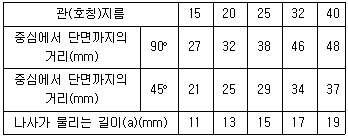 관(호칭)지름 15 20 25 32 40
중심에서 단면까지의
거리(mm) 90° 27 32 38 46 48
중심에서 단면까지의
거리(mm) 45° 21 25 29 34 37
나사가 물리는 길이(a)(mm) 11 13 15 17 19